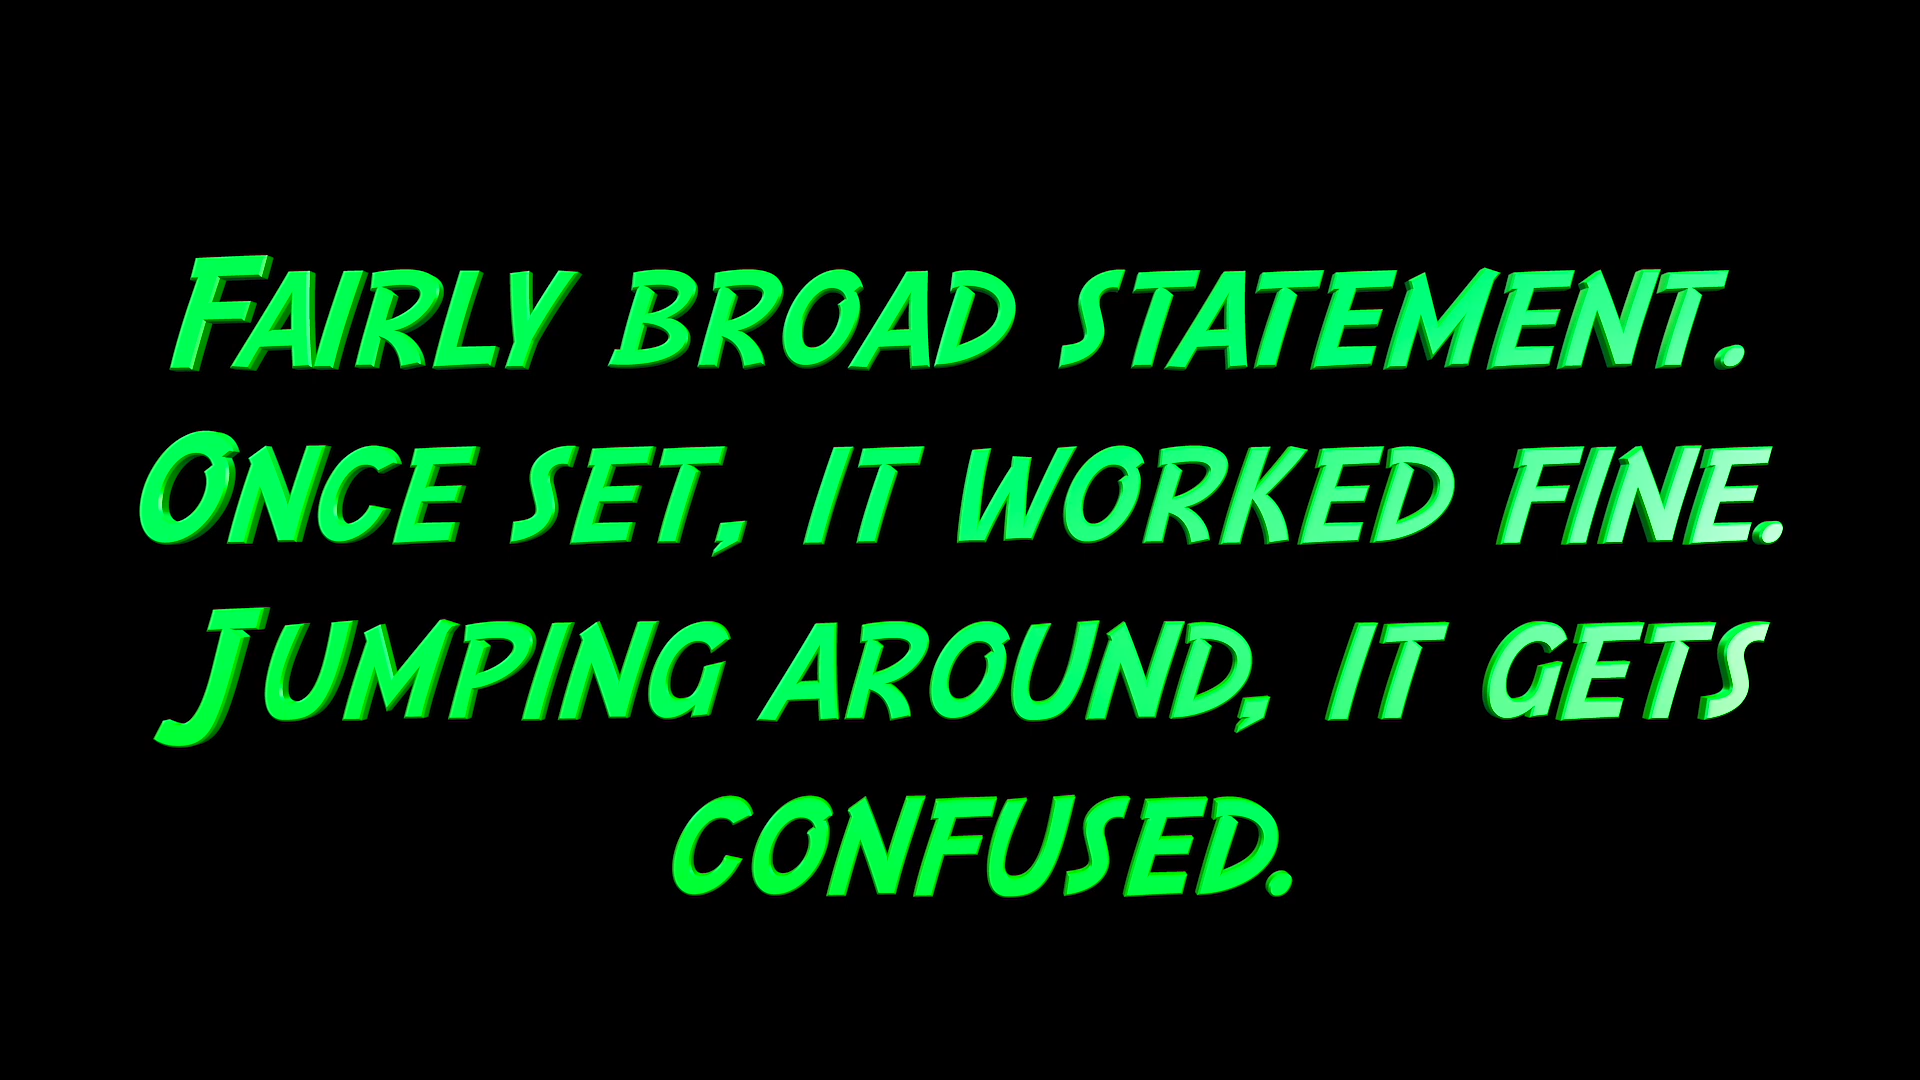 Fairly broad statement.
Once set, it worked fine.
Jumping around, it gets
confused.